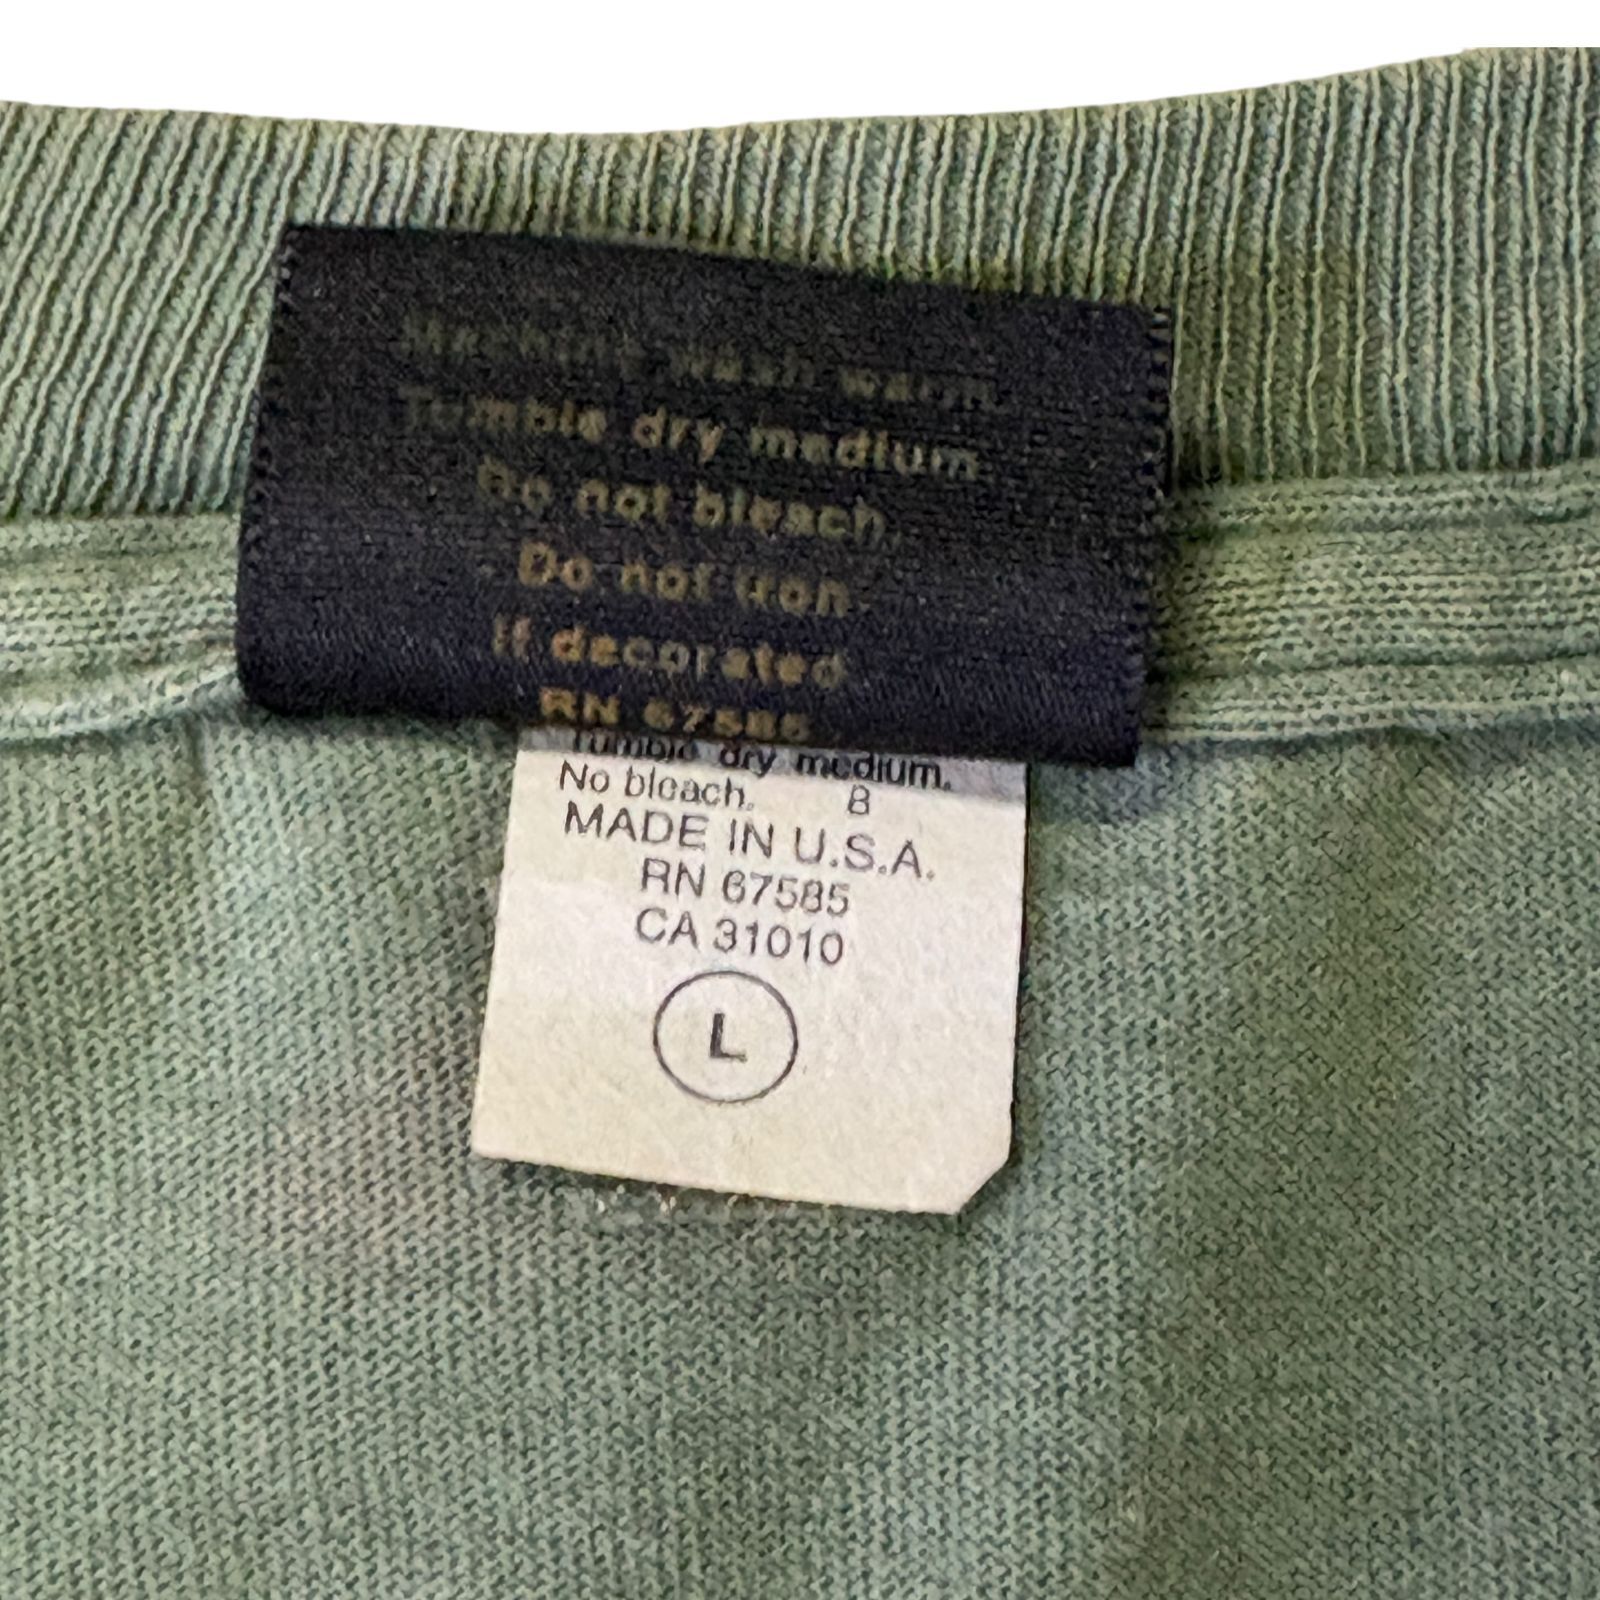 Machine wash warm.
Tumble dry medium.
Do not bleach.
Do not iron
If decorated
RN 67585
Tumble dry medium.
No bleach. B
MADE IN U.S.A.
RN 67585
CA 31010
L